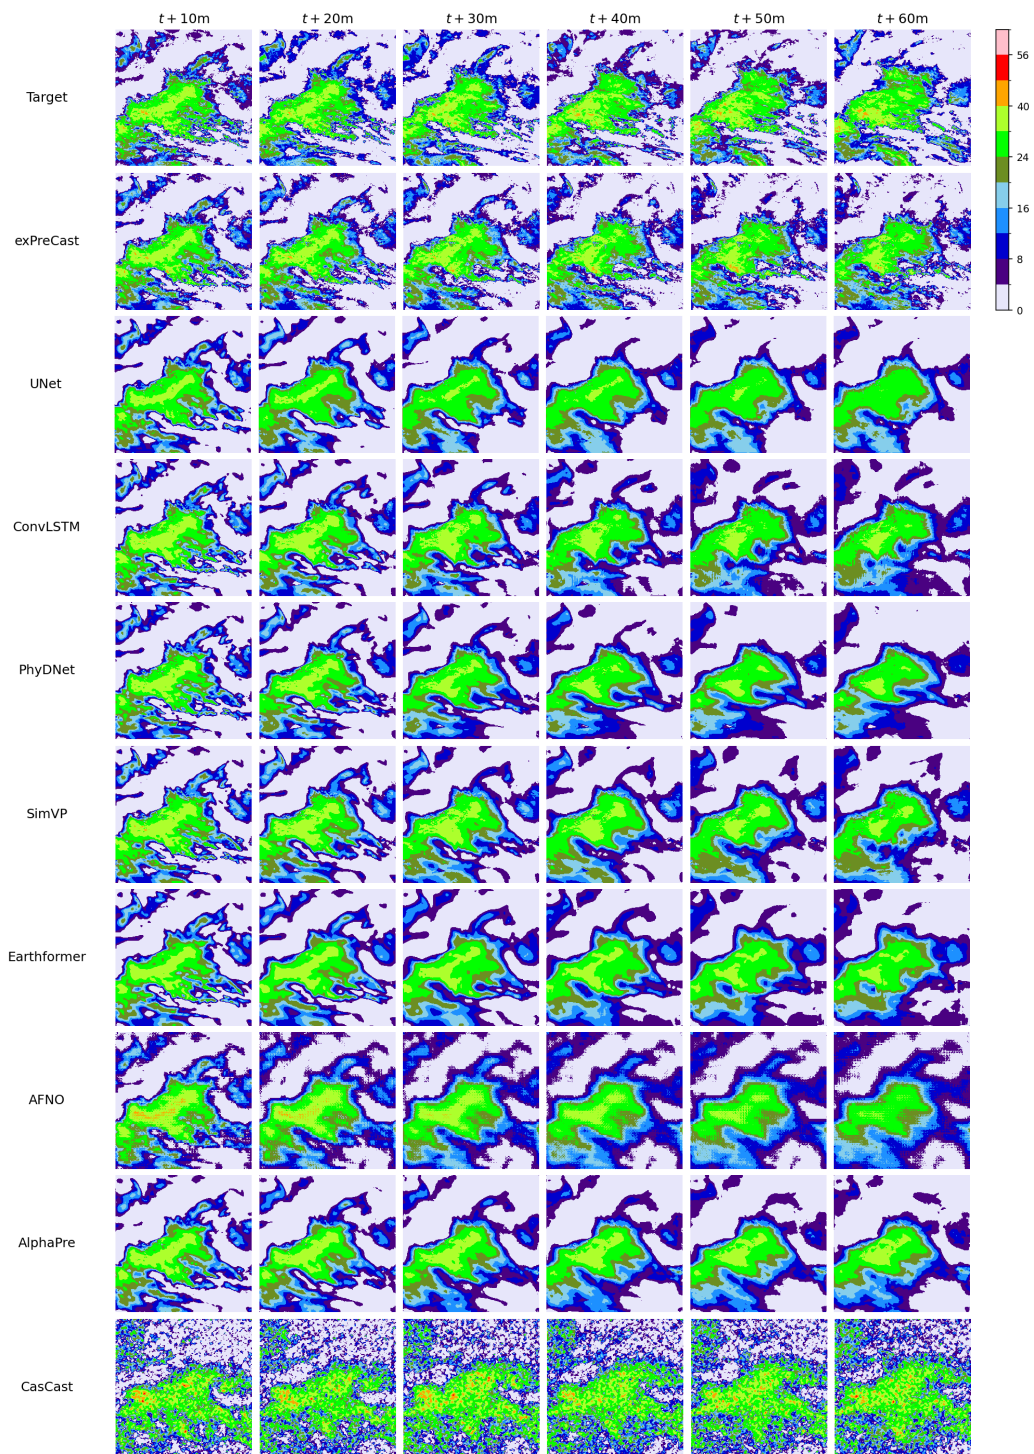 t + 10m t + 20m t + 30m t + 40m t + 50m t + 60m
Target
56
40
24
16
8
0
exPreCast
UNet
ConvLSTM
PhyDNet
SimVP
Earthformer
AFNO
AlphaPre
CasCast